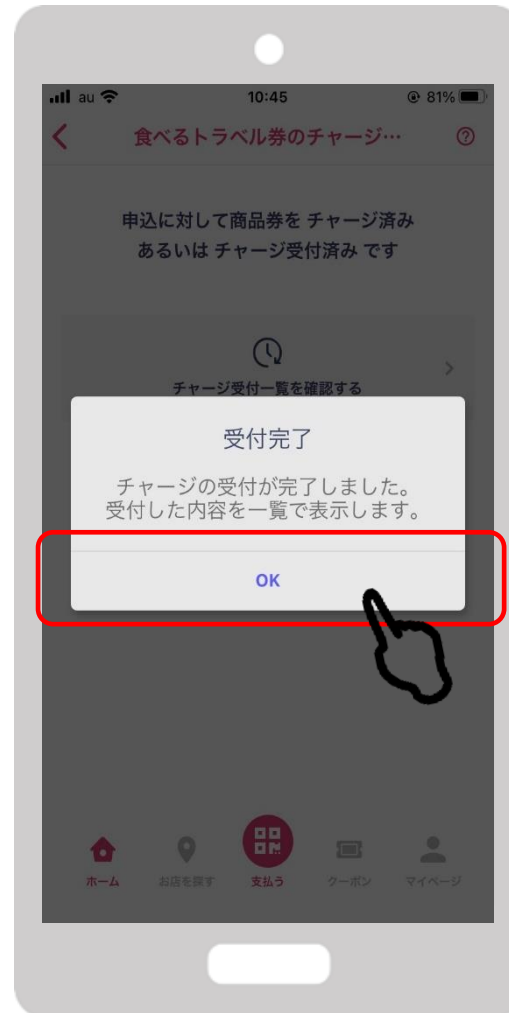 au 10:45 81%
食べるトラベル券のチャージ…
申込に対して商品券を チャージ済み
あるいは チャージ受付済み です
チャージ受付一覧を確認する
受付完了
チャージの受付が完了しました。
受付した内容を一覧で表示します。
OK
ホーム お店を探す 支払う クーポン マイページ